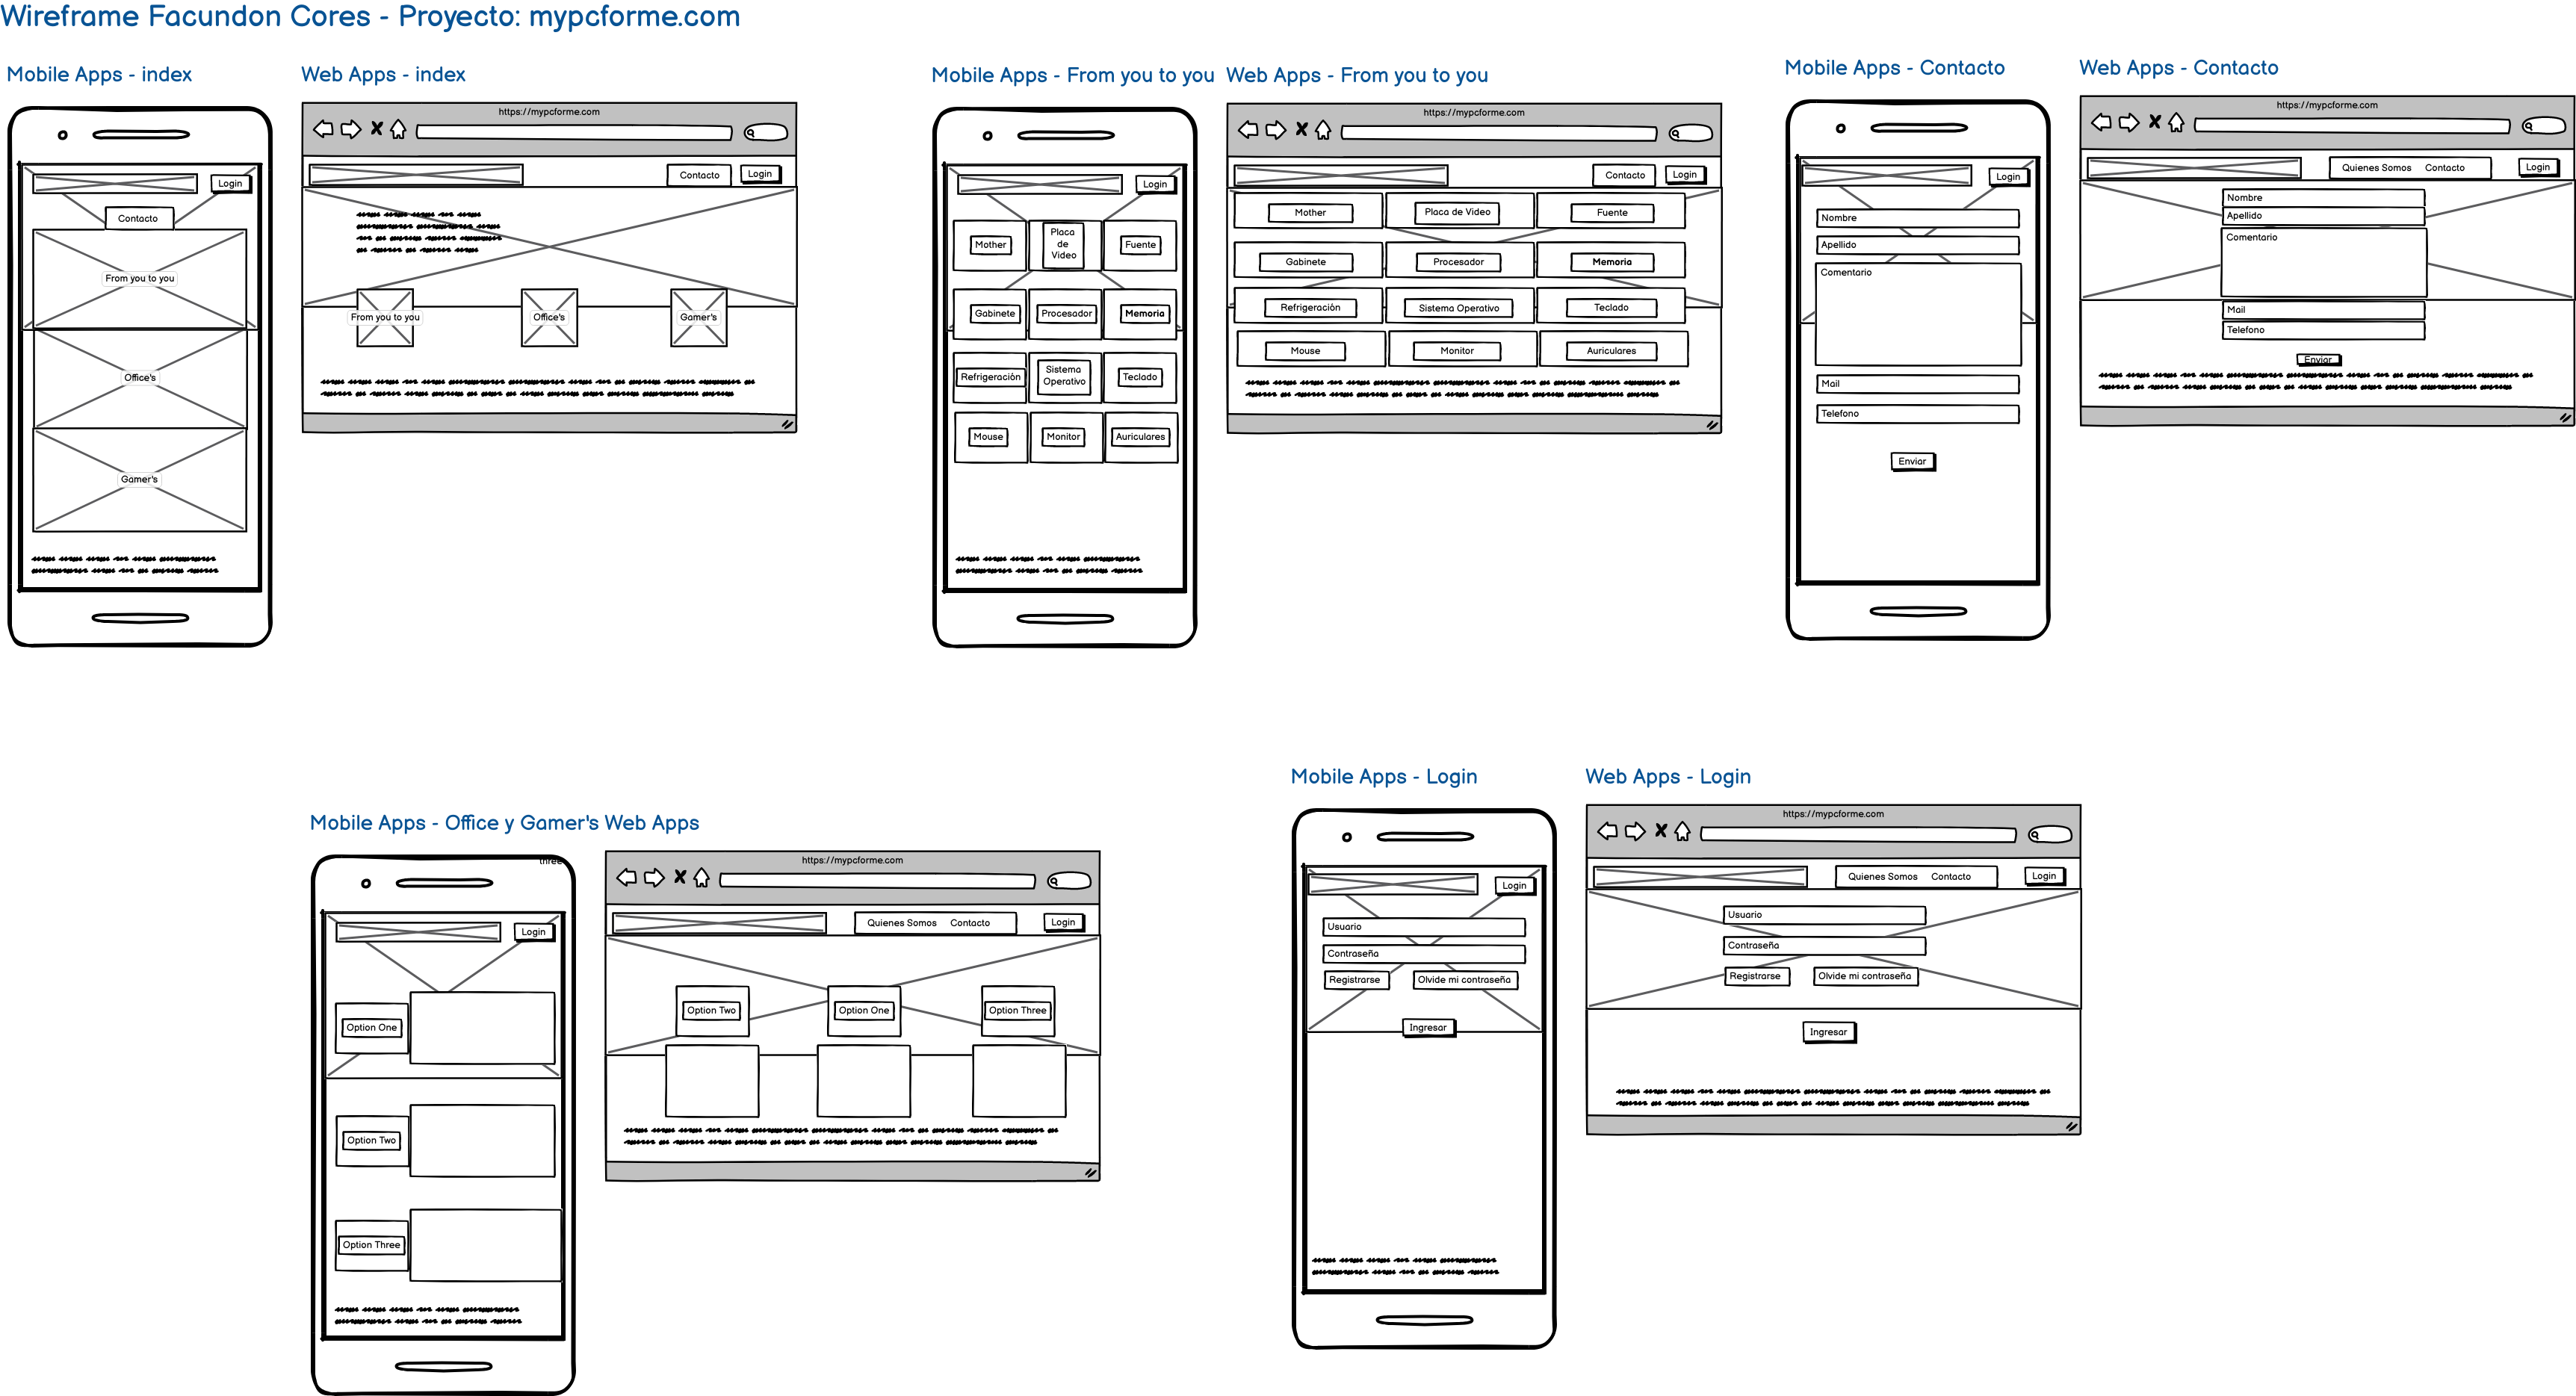 Wireframe Facundon Cores - Proyecto: mypcforme.com
Mobile Apps - index
Login
Contacto
From you to you
Office's
Gamer's
Web Apps - index
https://mypcforme.com
Contacto
Login
From you to you
Office's
Gamer's
Mobile Apps - From you to you
Login
Mother
Placa
de
Video
Fuente
Gabinete
Procesador
Memoria
Refrigeración
Sistema
Operativo
Teclado
Mouse
Monitor
Auriculares
Web Apps - From you to you
https://mypcforme.com
Contacto
Login
Mother
Placa de Video
Fuente
Gabinete
Procesador
Memoria
Refrigeración
Sistema Operativo
Teclado
Mouse
Monitor
Auriculares
Mobile Apps - Contacto
Login
Nombre
Apellido
Comentario
Mail
Telefono
Enviar
Web Apps - Contacto
https://mypcforme.com
Quienes Somos
Contacto
Login
Nombre
Apellido
Comentario
Mail
Telefono
Enviar
Mobile Apps - Office y Gamer's
three
Login
Option One
Option Two
Option Three
Web Apps
https://mypcforme.com
Quienes Somos
Contacto
Login
Option Two
Option One
Option Three
Mobile Apps - Login
Login
Usuario
Contraseña
Registrarse
Olvide mi contraseña
Ingresar
Web Apps - Login
https://mypcforme.com
Quienes Somos
Contacto
Login
Usuario
Contraseña
Registrarse
Olvide mi contraseña
Ingresar